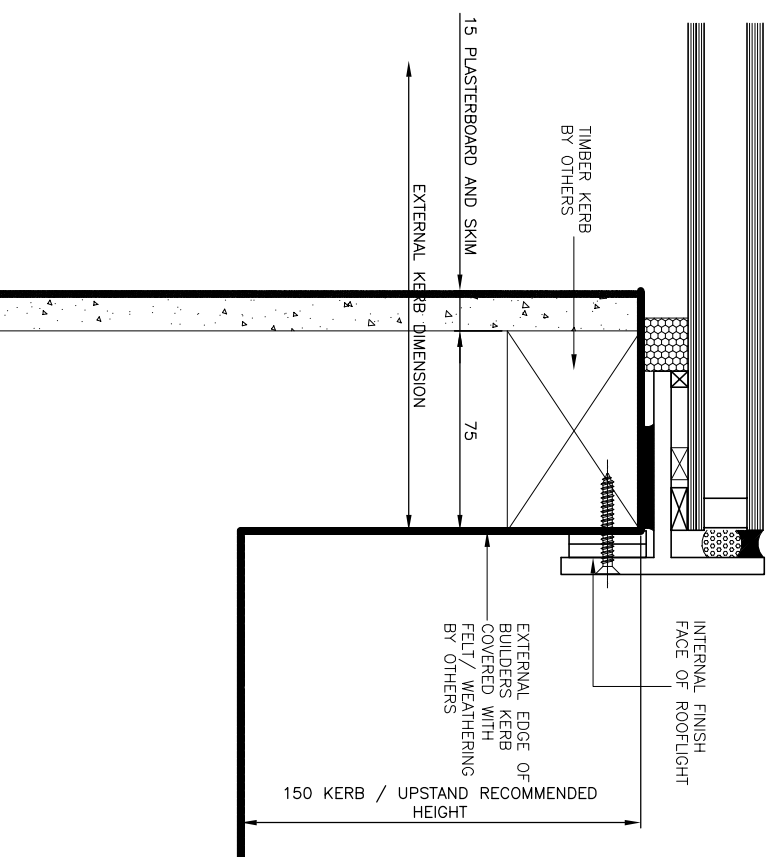 15 PLASTERBOARD AND SKIM
EXTERNAL KERB DIMENSION
TIMBER KERB
BY OTHERS
75
INTERNAL FINISH
FACE OF ROOFLIGHT
EXTERNAL EDGE OF
BUILDERS KERB
COVERED WITH
FELT/ WEATHERING
BY OTHERS
150 KERB / UPSTAND RECOMMENDED
HEIGHT